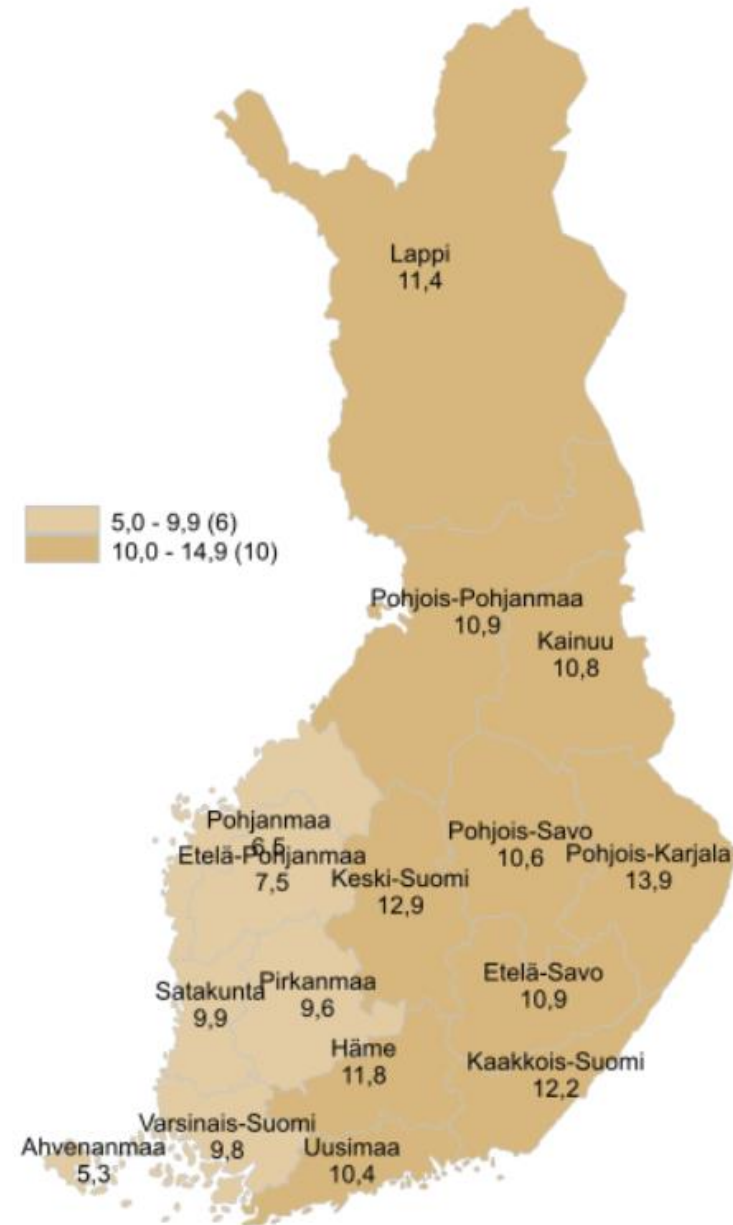 Lappi
11,4
5,0 - 9,9 (6)
10,0 - 14,9 (10)
Pohjois-Pohjanmaa
10,9
Kainuu
10,8
Pohjanmaa
6,5
Etelä-Pohjanmaa
7,5
Keski-Suomi
12,9
Pohjois-Savo
10,6
Pohjois-Karjala
13,9
Satakunta
9,9
Pirkanmaa
9,6
Etelä-Savo
10,9
Häme
11,8
Kaakkois-Suomi
12,2
Ahvenanmaa
5,3
Varsinais-Suomi
9,8
Uusimaa
10,4